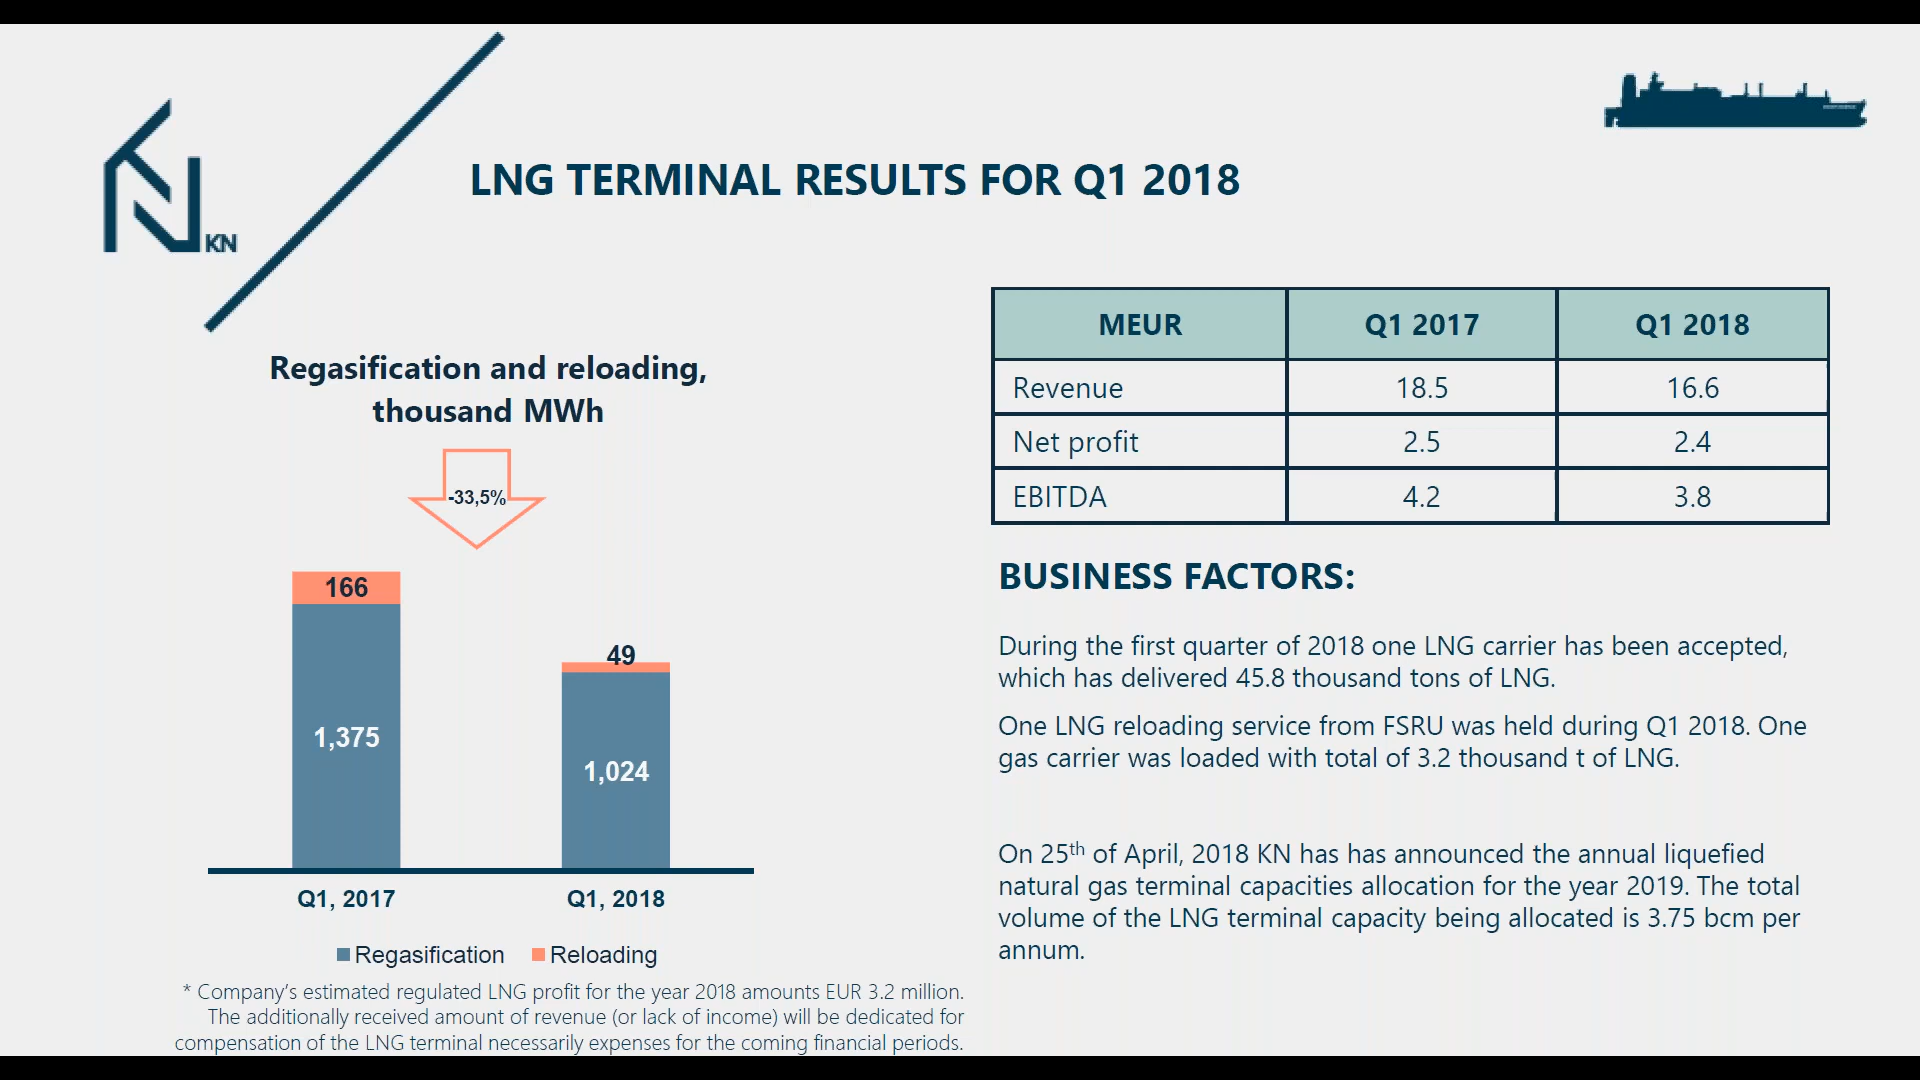 KN
LNG TERMINAL RESULTS FOR Q1 2018
Regasification and reloading,
thousand MWh
-33,5%
166
49
1,375
1,024
Q1, 2017 Q1, 2018
Regasification Reloading
* Company's estimated regulated LNG profit for the year 2018 amounts EUR 3.2 million.
The additionally received amount of revenue (or lack of income) will be dedicated for
compensation of the LNG terminal necessarily expenses for the coming financial periods.
MEUR Q1 2017 Q1 2018
Revenue 18.5 16.6
Net profit 2.5 2.4
EBITDA 4.2 3.8
BUSINESS FACTORS:
During the first quarter of 2018 one LNG carrier has been accepted,
which has delivered 45.8 thousand tons of LNG.
One LNG reloading service from FSRU was held during Q1 2018. One
gas carrier was loaded with total of 3.2 thousand t of LNG.
On 25th of April, 2018 KN has has announced the annual liquefied
natural gas terminal capacities allocation for the year 2019. The total
volume of the LNG terminal capacity being allocated is 3.75 bcm per
annum.